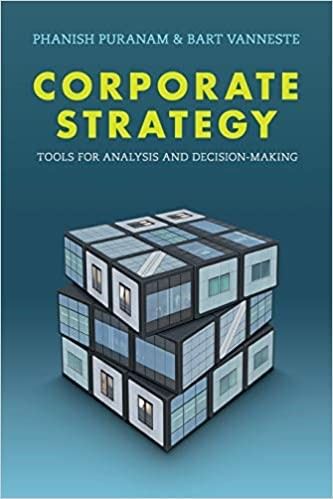 PHANISH PURANAM & BART VANNESTE
CORPORATE
STRATEGY
TOOLS FOR ANALYSIS AND DECISION-MAKING